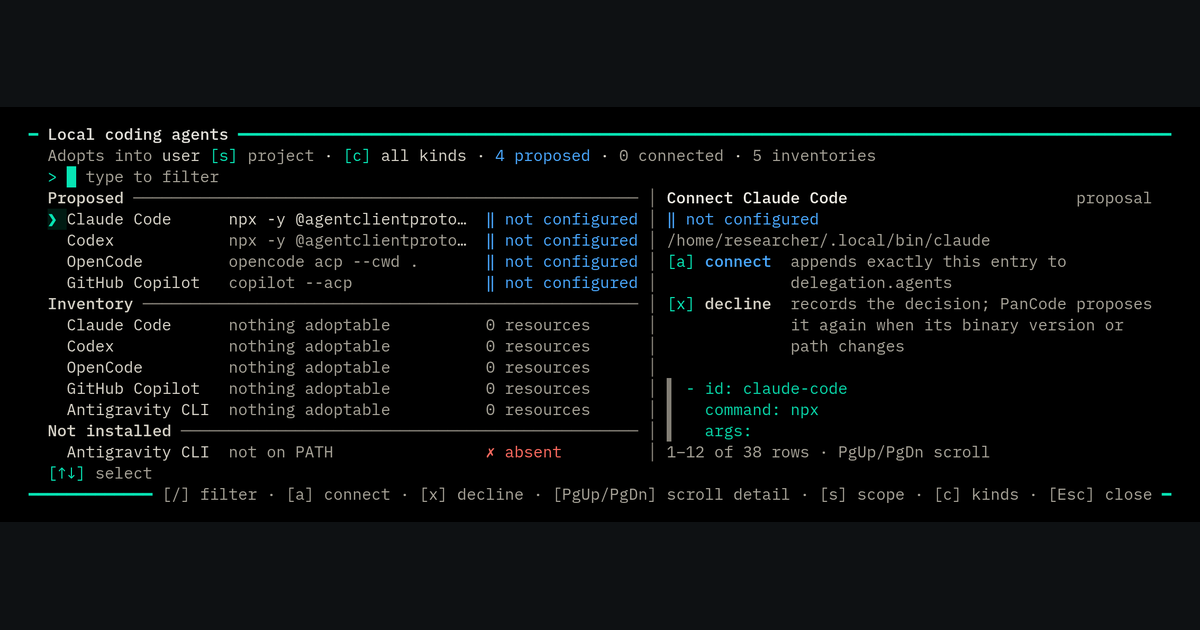 Local coding agents
Adopts into user [s] project · [c] all kinds · 4 proposed · 0 connected · 5 inventories
> type to filter
Proposed
❯ Claude Code npx -y @agentclientproto… ‖ not configured
Codex npx -y @agentclientproto… ‖ not configured
OpenCode opencode acp --cwd . ‖ not configured
GitHub Copilot copilot --acp ‖ not configured
Inventory
Claude Code nothing adoptable 0 resources
Codex nothing adoptable 0 resources
OpenCode nothing adoptable 0 resources
GitHub Copilot nothing adoptable 0 resources
Antigravity CLI nothing adoptable 0 resources
Not installed
Antigravity CLI not on PATH ✗ absent
[↑↓] select
Connect Claude Code proposal
‖ not configured
/home/researcher/.local/bin/claude
[a] connect appends exactly this entry to
delegation.agents
[x] decline records the decision; PanCode proposes
it again when its binary version or
path changes
- id: claude-code
command: npx
args:
1–12 of 38 rows · PgUp/PgDn scroll
[/] filter · [a] connect · [x] decline · [PgUp/PgDn] scroll detail · [s] scope · [c] kinds · [Esc] close